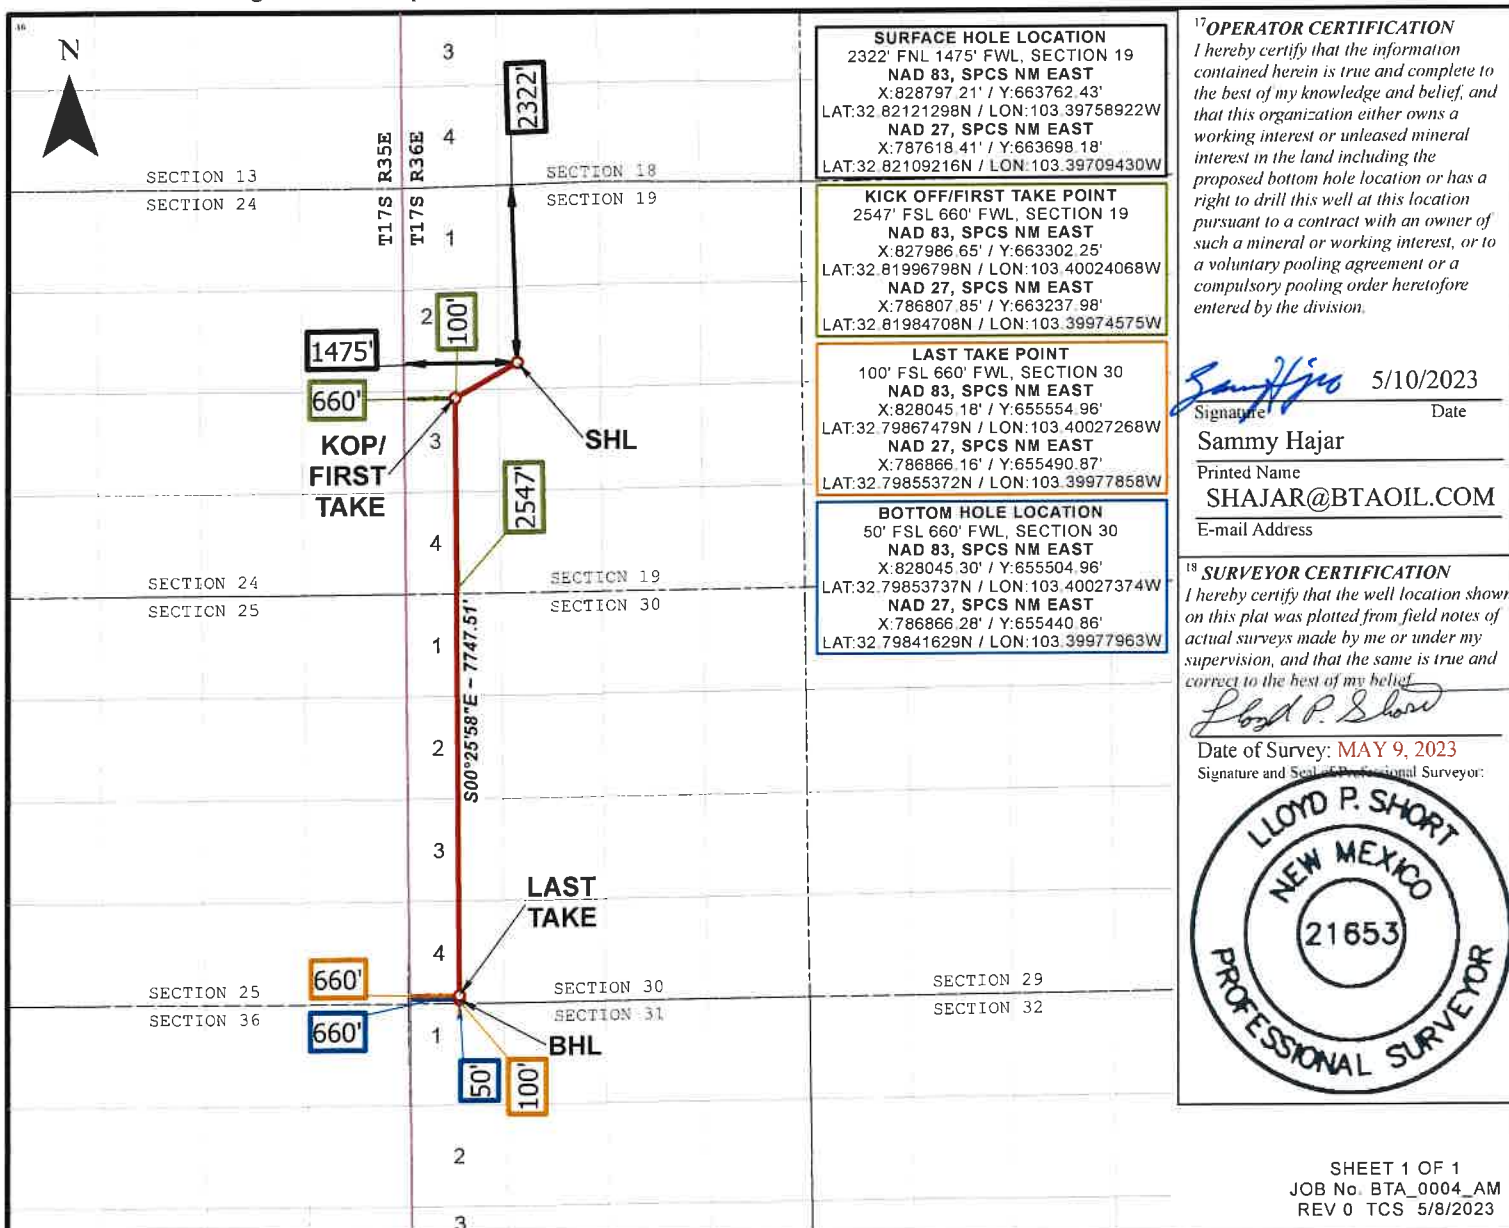 16
N
3
2322'
4
T17S R35E
T17S R36E
SECTION 13
SECTION 24
SECTION 18
SECTION 19
1
2
100'
1475'
660'
KOP/
FIRST
TAKE
SHL
3
2547'
4
SECTION 24
SECTION 25
SECTION 19
SECTION 30
1
S00°25'58"E - 7747.51'
2
3
LAST
TAKE
4
660'
SECTION 25
SECTION 36
660'
SECTION 30
SECTION 31
SECTION 29
SECTION 32
1
BHL
50'
100'
2
3
SURFACE HOLE LOCATION
2322' FNL 1475' FWL, SECTION 19
NAD 83, SPCS NM EAST
X:828797.21' / Y:663762.43'
LAT:32.82121298N / LON:103.39758922W
NAD 27, SPCS NM EAST
X:787618.41' / Y:663698.18'
LAT:32.82109216N / LON:103.39709430W
KICK OFF/FIRST TAKE POINT
2547' FSL 660' FWL, SECTION 19
NAD 83, SPCS NM EAST
X:827986.65' / Y:663302.25'
LAT:32.81996798N / LON:103.40024068W
NAD 27, SPCS NM EAST
X:786807.85' / Y:663237.98'
LAT:32.81984708N / LON:103.39974575W
LAST TAKE POINT
100' FSL 660' FWL, SECTION 30
NAD 83, SPCS NM EAST
X:828045.18' / Y:655554.96'
LAT:32.79867479N / LON:103.40027268W
NAD 27, SPCS NM EAST
X:786866.16' / Y:655490.87'
LAT:32.79855372N / LON:103.39977858W
BOTTOM HOLE LOCATION
50' FSL 660' FWL, SECTION 30
NAD 83, SPCS NM EAST
X:828045.30' / Y:655504.96'
LAT:32.79853737N / LON:103.40027374W
NAD 27, SPCS NM EAST
X:786866.28' / Y:655440.86'
LAT:32.79841629N / LON:103.39977963W
17 OPERATOR CERTIFICATION
I hereby certify that the information
contained herein is true and complete to
the best of my knowledge and belief, and
that this organization either owns a
working interest or unleased mineral
interest in the land including the
proposed bottom hole location or has a
right to drill this well at this location
pursuant to a contract with an owner of
such a mineral or working interest, or to
a voluntary pooling agreement or a
compulsory pooling order heretofore
entered by the division.
Sammy Hajar 5/10/2023
Signature Date
Sammy Hajar
Printed Name
SHAJAR@BTAOIL.COM
E-mail Address
18 SURVEYOR CERTIFICATION
I hereby certify that the well location shown
on this plat was plotted from field notes of
actual surveys made by me or under my
supervision, and that the same is true and
correct to the best of my belief.
Lloyd P. Short
Date of Survey: MAY 9, 2023
Signature and Seal of Professional Surveyor:
LLOYD P. SHORT
NEW MEXICO
21653
PROFESSIONAL SURVEYOR
SHEET 1 OF 1
JOB No. BTA_0004_AM
REV 0 TCS 5/8/2023